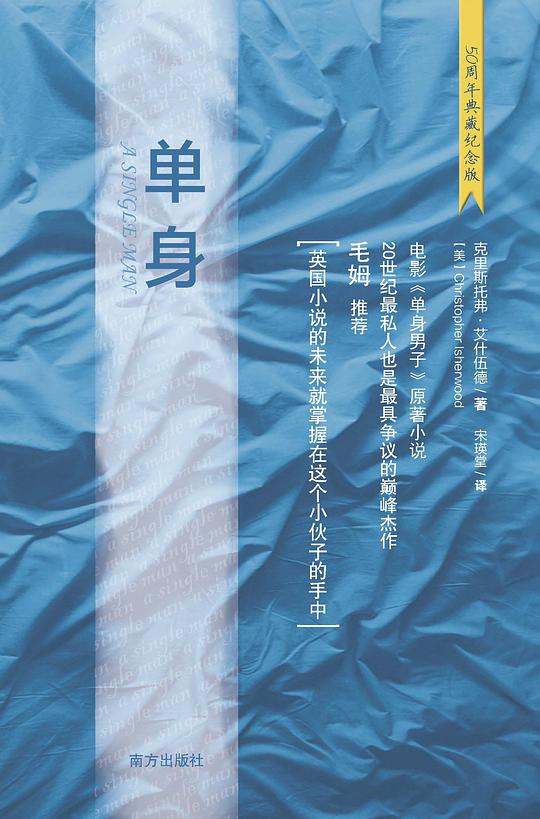 50周年典藏纪念版
克里斯托弗·艾什伍德/著 宋瑛堂/译
【美】Christopher Isherwood
电影《单身男子》原著小说
20世纪最私人也是最具争议的巅峰杰作
毛姆 推荐
英国小说的未来就掌握在这个小伙子的手中
单身
A SINGLE MAN
南方出版社